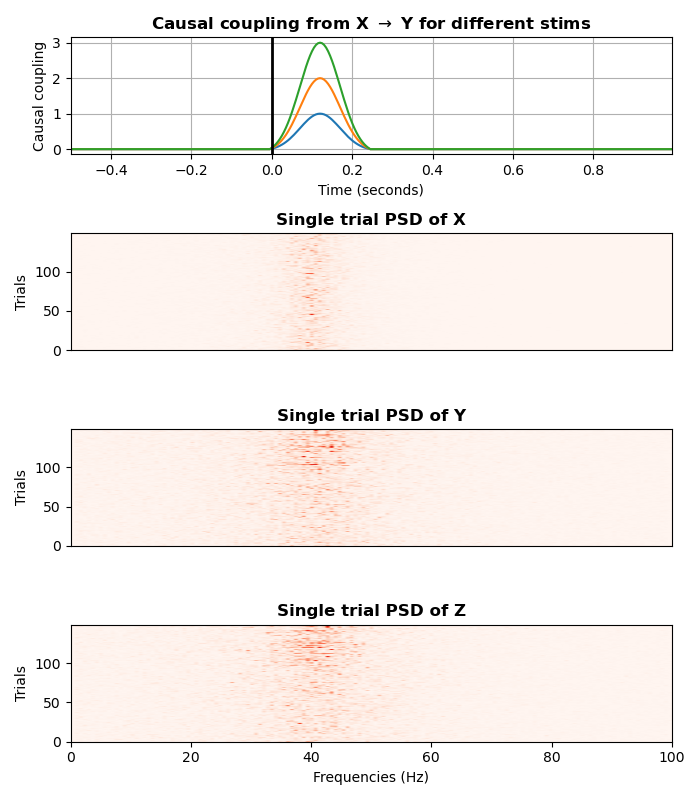 Causal coupling from X → Y for different stims
Causal coupling
3
2
1
0
−0.4 −0.2 0.0 0.2 0.4 0.6 0.8
Time (seconds)
Single trial PSD of X
Trials
100
50
0
Single trial PSD of Y
Trials
100
50
0
Single trial PSD of Z
Trials
100
50
0
0 20 40 60 80 100
Frequencies (Hz)